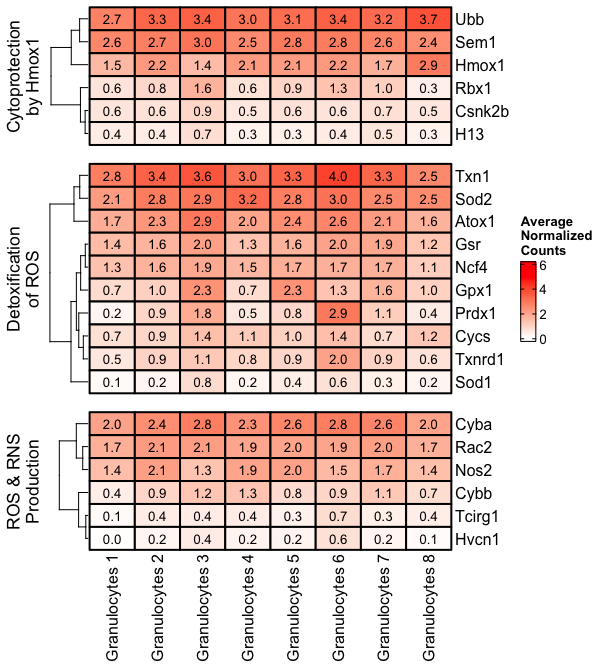 Cytoprotection
by Hmox1
2.7 3.3 3.4 3.0 3.1 3.4 3.2 3.7 Ubb
2.6 2.7 3.0 2.5 2.8 2.8 2.6 2.4 Sem1
1.5 2.2 1.4 2.1 2.1 2.2 1.7 2.9 Hmox1
0.6 0.8 1.6 0.6 0.9 1.3 1.0 0.3 Rbx1
0.6 0.6 0.9 0.5 0.6 0.6 0.7 0.5 Csnk2b
0.4 0.4 0.7 0.3 0.3 0.4 0.5 0.3 H13
Detoxification
of ROS
2.8 3.4 3.6 3.0 3.3 4.0 3.3 2.5 Txn1
2.1 2.8 2.9 3.2 2.8 3.0 2.5 2.5 Sod2
1.7 2.3 2.9 2.0 2.4 2.6 2.1 1.6 Atox1
1.4 1.6 2.0 1.3 1.6 2.0 1.9 1.2 Gsr
1.3 1.6 1.9 1.5 1.7 1.7 1.7 1.1 Ncf4
0.7 1.0 2.3 0.7 2.3 1.3 1.6 1.0 Gpx1
0.2 0.9 1.8 0.5 0.8 2.9 1.1 0.4 Prdx1
0.7 0.9 1.4 1.1 1.0 1.4 0.7 1.2 Cycs
0.5 0.9 1.1 0.8 0.9 2.0 0.9 0.6 Txnrd1
0.1 0.2 0.8 0.2 0.4 0.6 0.3 0.2 Sod1
ROS & RNS
Production
2.0 2.4 2.8 2.3 2.6 2.8 2.6 2.0 Cyba
1.7 2.1 2.1 1.9 2.0 1.9 2.0 1.7 Rac2
1.4 2.1 1.3 1.9 2.0 1.5 1.7 1.4 Nos2
0.4 0.9 1.2 1.3 0.8 0.9 1.1 0.7 Cybb
0.1 0.4 0.4 0.4 0.3 0.7 0.3 0.4 Tcirg1
0.0 0.2 0.4 0.2 0.2 0.6 0.2 0.1 Hvcn1
Granulocytes 1
Granulocytes 2
Granulocytes 3
Granulocytes 4
Granulocytes 5
Granulocytes 6
Granulocytes 7
Granulocytes 8
Average
Normalized
Counts
6
4
2
0